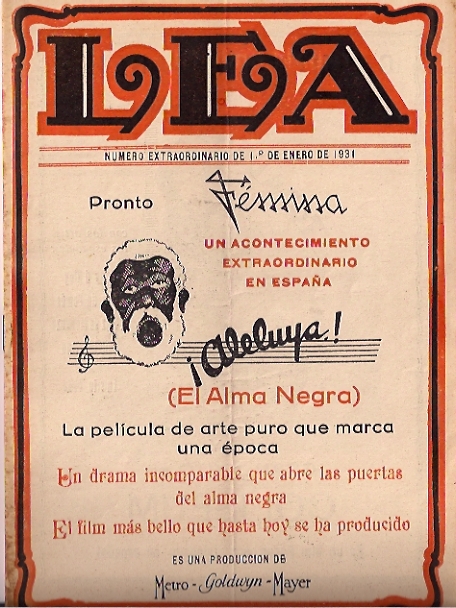 LEA
NUMERO EXTRAORDINARIO DE 1.º DE ENERO DE 1931
Pronto Fémina
UN ACONTECIMIENTO
EXTRAORDINARIO
EN ESPAÑA
¡Aleluya!
(El Alma Negra)
La película de arte puro que marca
una época
Un drama incomparable que abre las puertas
del alma negra
El film más bello que hasta hoy se ha producido
ES UNA PRODUCCION DE
Metro-Goldwyn-Mayer